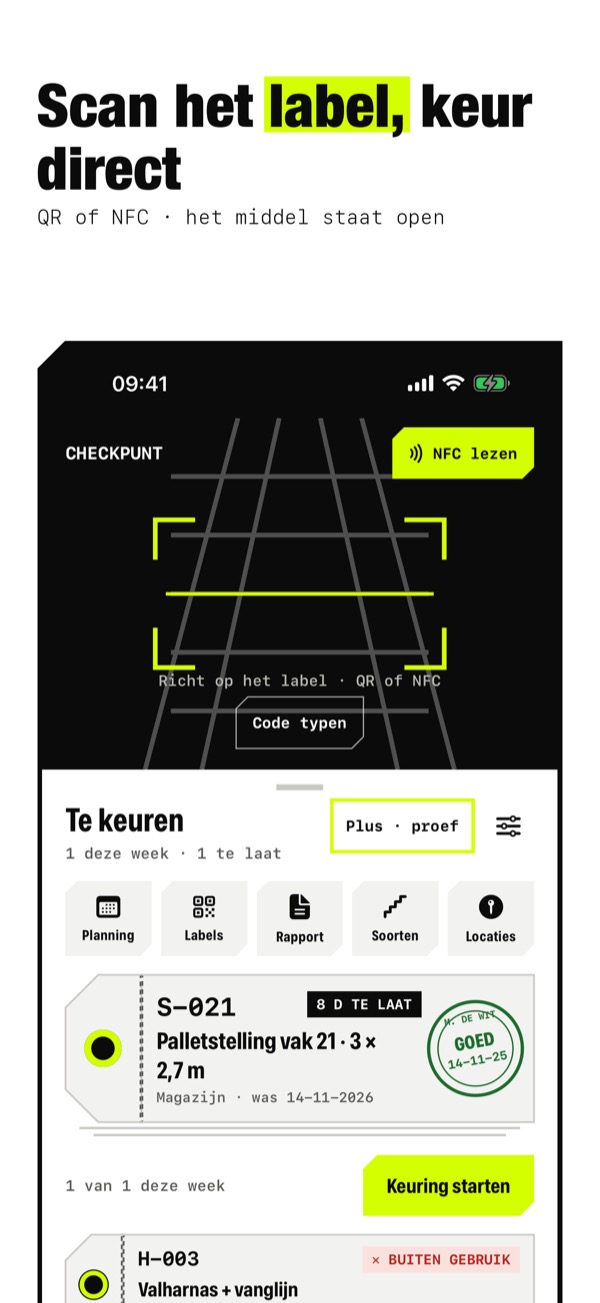 Scan het label, keur
direct
QR of NFC · het middel staat open
09:41
CHECKPUNT
NFC lezen
Richt op het label · QR of NFC
Code typen
Te keuren
1 deze week · 1 te laat
Plus · proef
Planning
Labels
Rapport
Soorten
Locaties
S-021
8 D TE LAAT
Palletstelling vak 21 · 3 ×
2,7 m
Magazijn · was 14-11-2026
M. DE WIT
GOED
14-11-25
1 van 1 deze week
Keuring starten
H-003
× BUITEN GEBRUIK
Valharnas + vanglijn